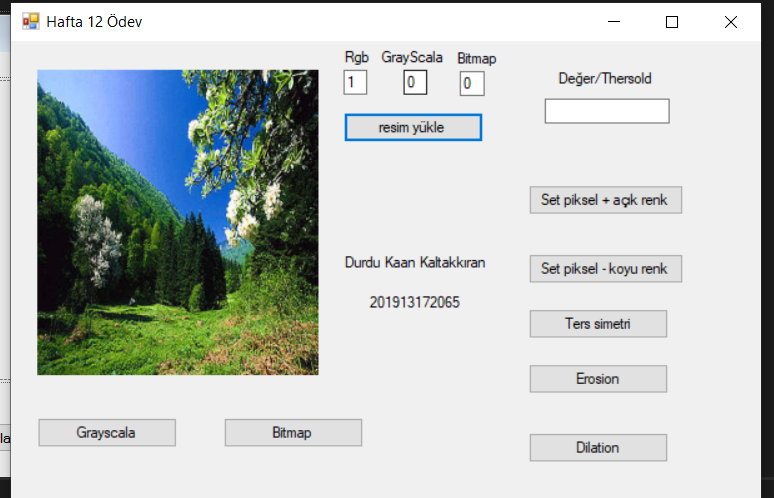 Hafta 12 Ödev
Rgb GrayScala Bitmap
1 0 0
Değer/Thersold
resim yükle
Set piksel + açık renk
Durdu Kaan Kaltakkıran
Set piksel - koyu renk
201913172065
Ters simetri
Erosion
Grayscala Bitmap
Dilation
la